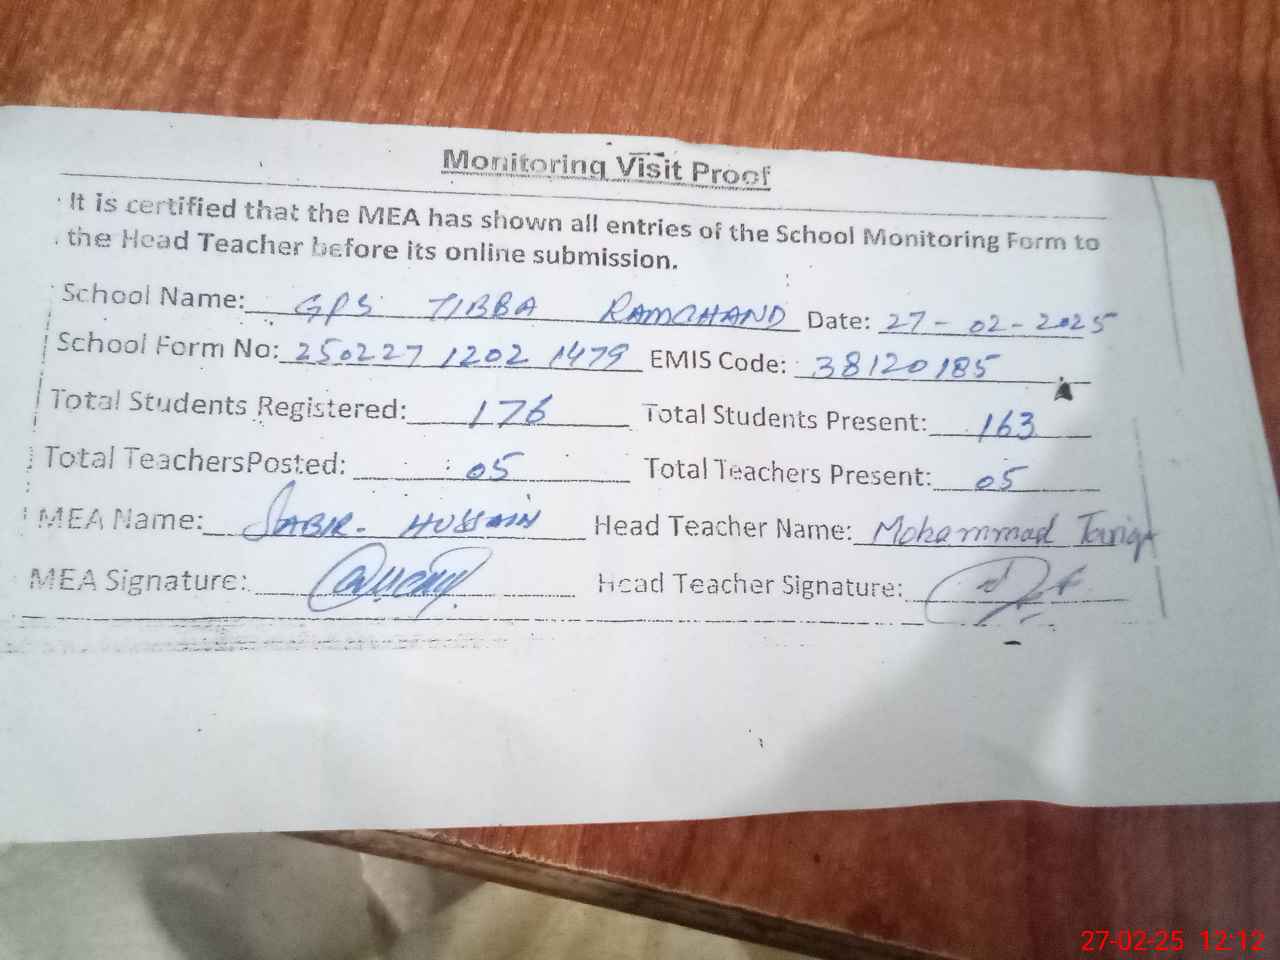 Monitoring Visit Proof
It is certified that the MEA has shown all entries of the School Monitoring Form to
the Head Teacher before its online submission.
School Name: GPS TIBBA RAMCHAND Date: 27-02-2025
School Form No: 250227 1202 1479 EMIS Code: 38120185
Total Students Registered: 176 Total Students Present: 163
Total TeachersPosted: 05 Total Teachers Present: 05
MEA Name: SABIR HUSSAIN Head Teacher Name: Mohammad Tariq
MEA Signature: Head Teacher Signature:
27-02-25 12:12